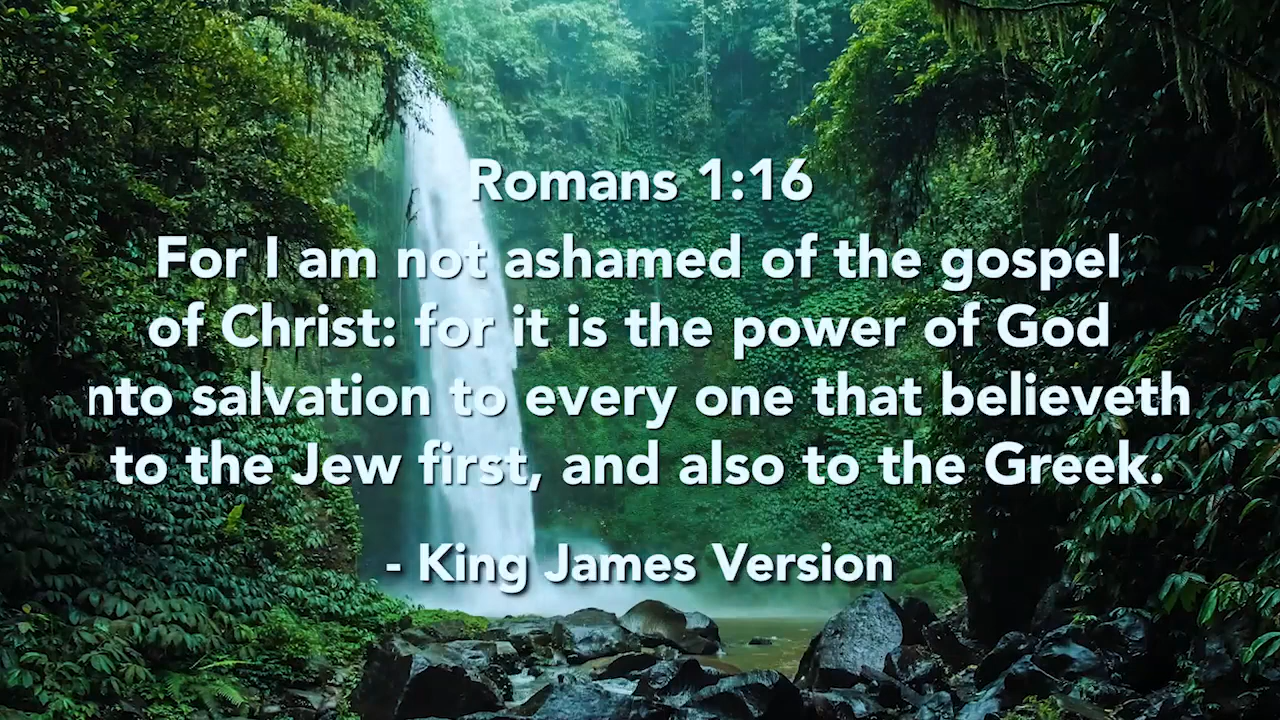 Romans 1:16
For I am not ashamed of the gospel
of Christ: for it is the power of God
nto salvation to every one that believeth
to the Jew first, and also to the Greek.
- King James Version